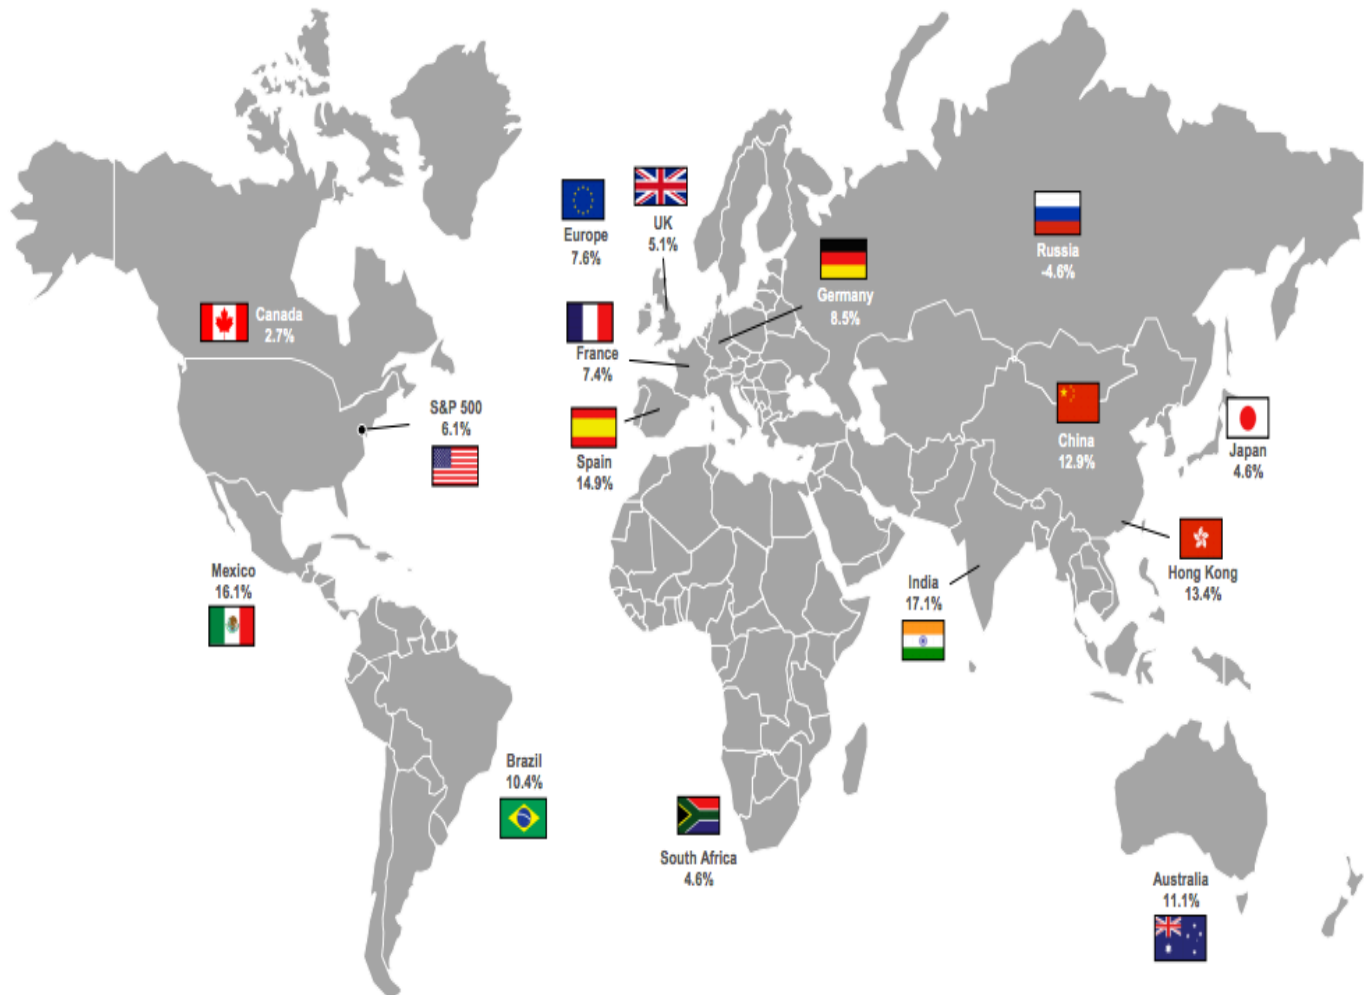 Europe
7.6%
UK
5.1%
Russia
-4.6%
Germany
8.5%
Canada
2.7%
France
7.4%
S&P 500
6.1%
Spain
14.9%
China
12.9%
Japan
4.6%
Hong Kong
13.4%
Mexico
16.1%
India
17.1%
Brazil
10.4%
South Africa
4.6%
Australia
11.1%